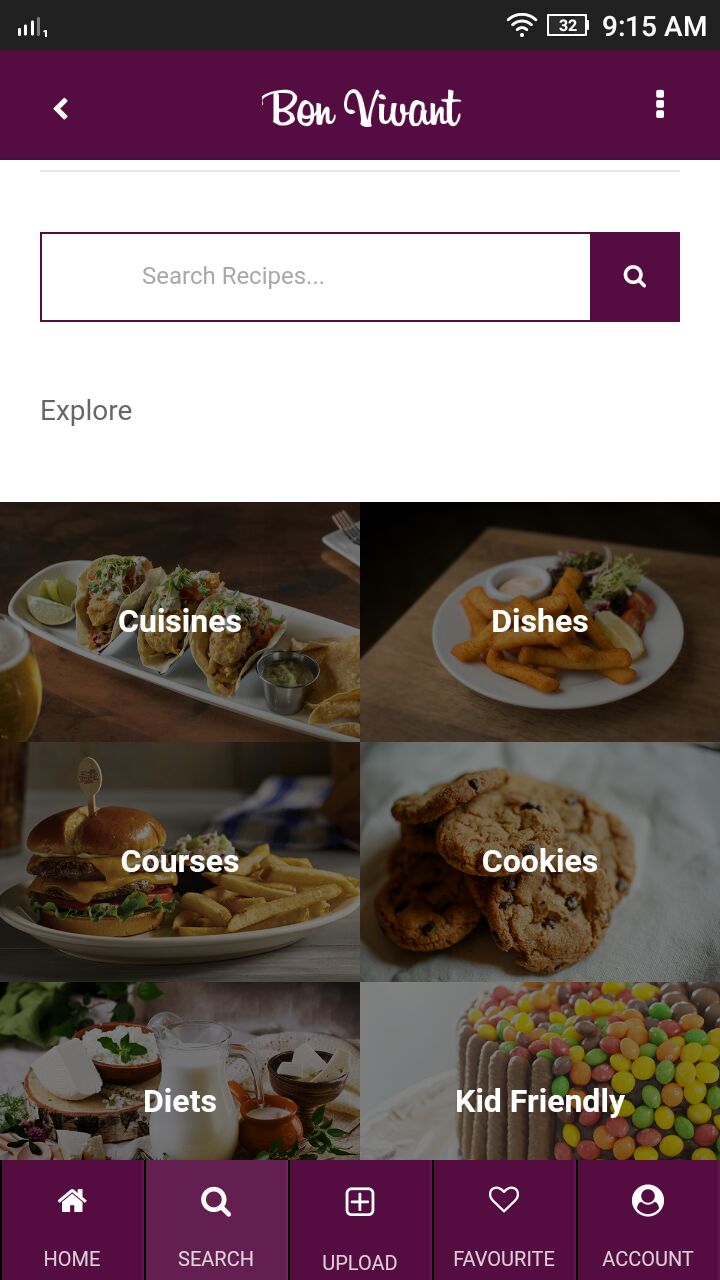 32 9:15 AM
Bon Vivant
Search Recipes...
Explore
Cuisines Dishes
Courses Cookies
Diets Kid Friendly
HOME SEARCH UPLOAD FAVOURITE ACCOUNT